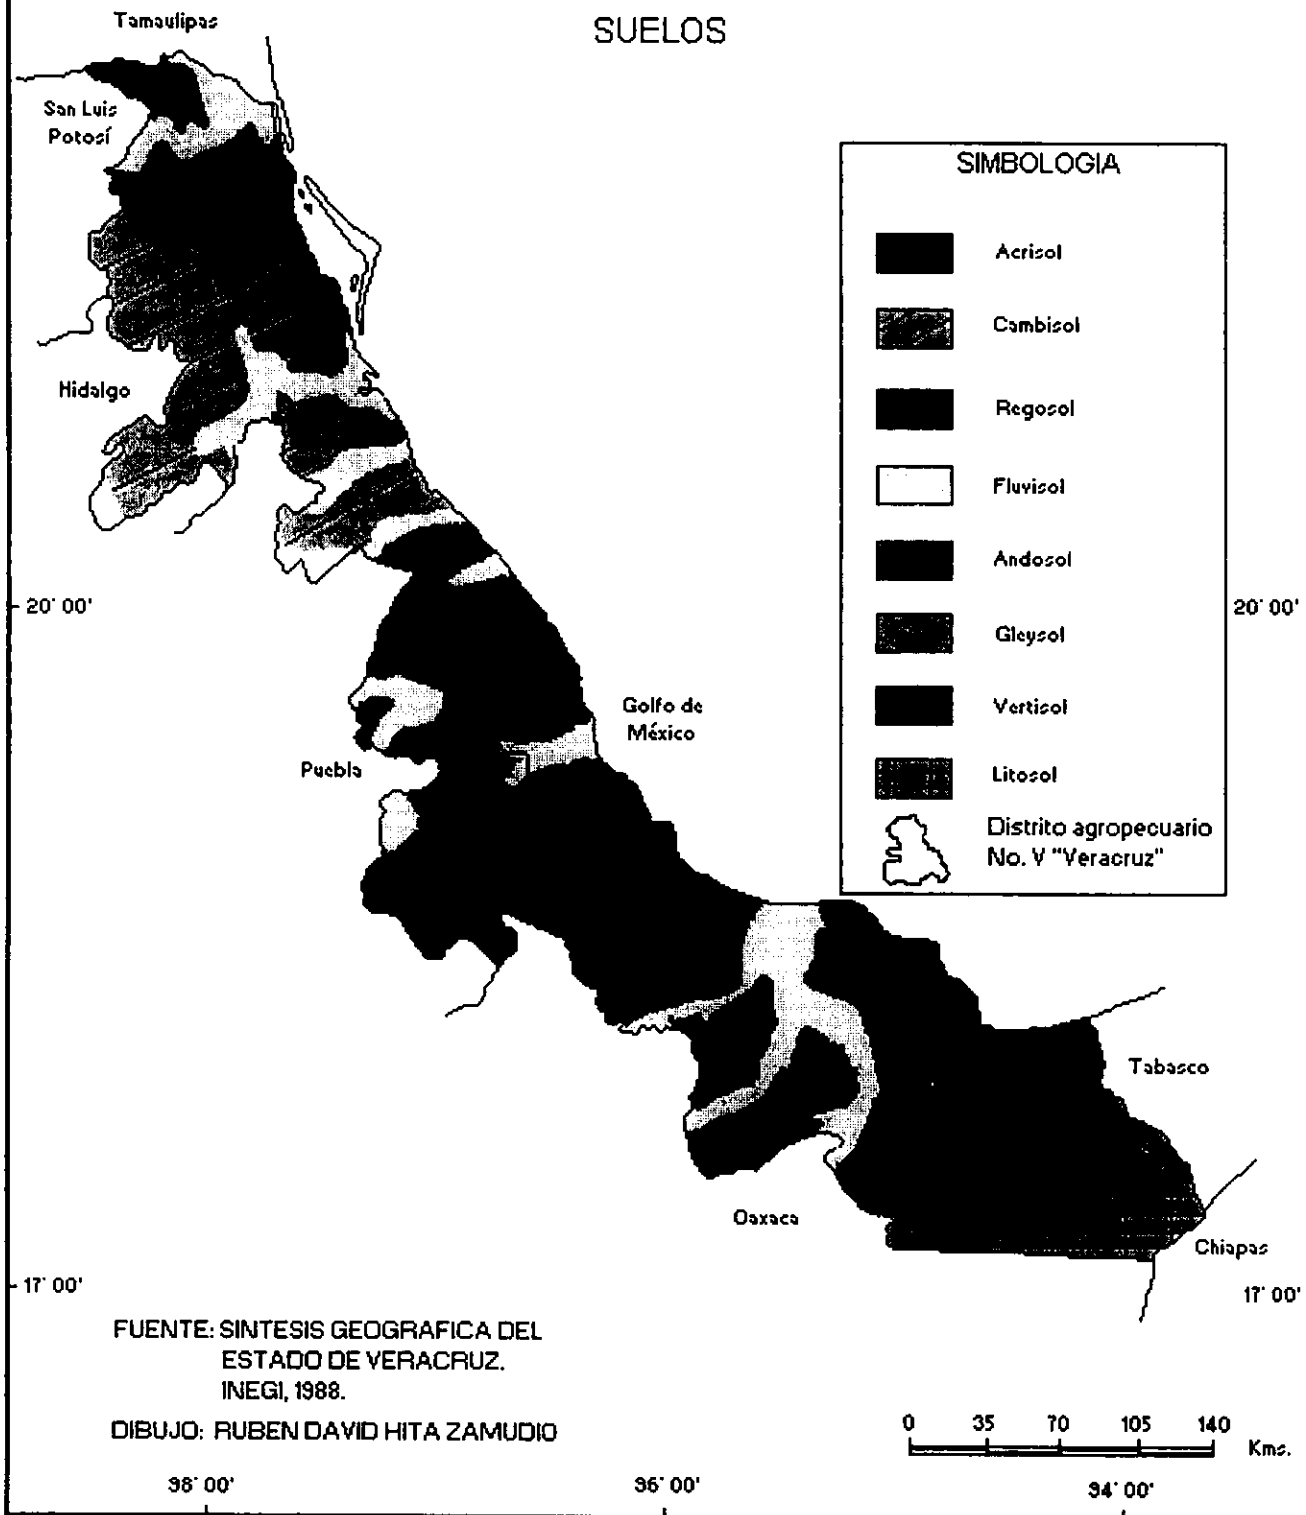 Tamaulipas
SUELOS
San Luis
Potosí
SIMBOLOGIA
Acrisol
Cambisol
Hidalgo
Regosol
Fluvisol
Andosol
20° 00'
20° 00'
Gleysol
Golfo de
México
Vertisol
Puebla
Litosol
Distrito agropecuario
No. V "Veracruz"
Tabasco
Oaxaca
Chiapas
17° 00'
17° 00'
FUENTE: SINTESIS GEOGRAFICA DEL
ESTADO DE VERACRUZ.
INEGI, 1988.
DIBUJO: RUBEN DAVID HITA ZAMUDIO
0 35 70 105 140
Kms.
98° 00' 96° 00' 94° 00'